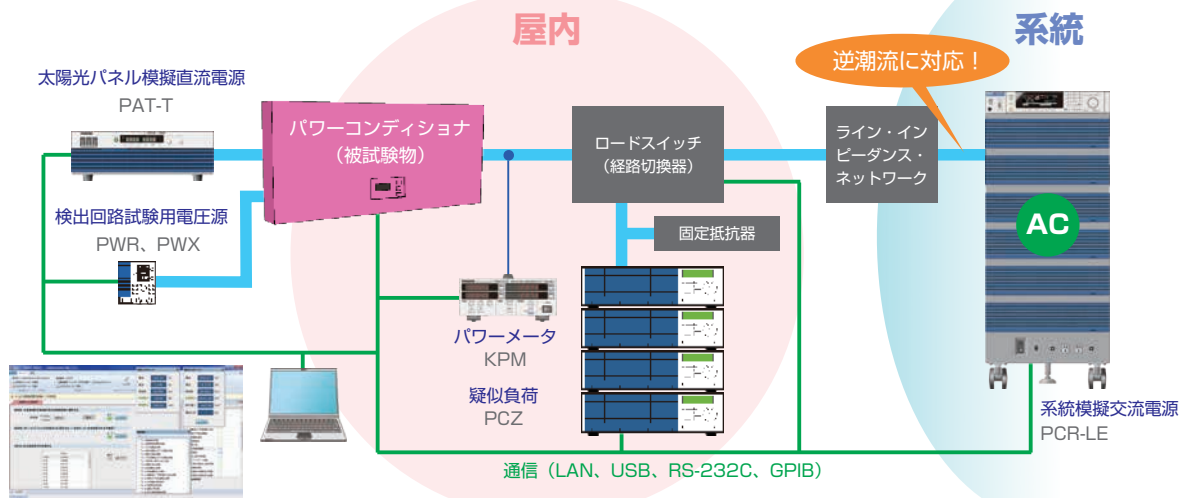 屋内
系統
逆潮流に対応！
太陽光パネル模擬直流電源
PAT-T
パワーコンディショナ
（被試験物）
ロードスイッチ
（経路切換器）
ライン・イン
ピーダンス・
ネットワーク
検出回路試験用電圧源
PWR、PWX
固定抵抗器
AC
パワーメータ
KPM
疑似負荷
PCZ
系統模擬交流電源
PCR-LE
通信（LAN、USB、RS-232C、GPIB）